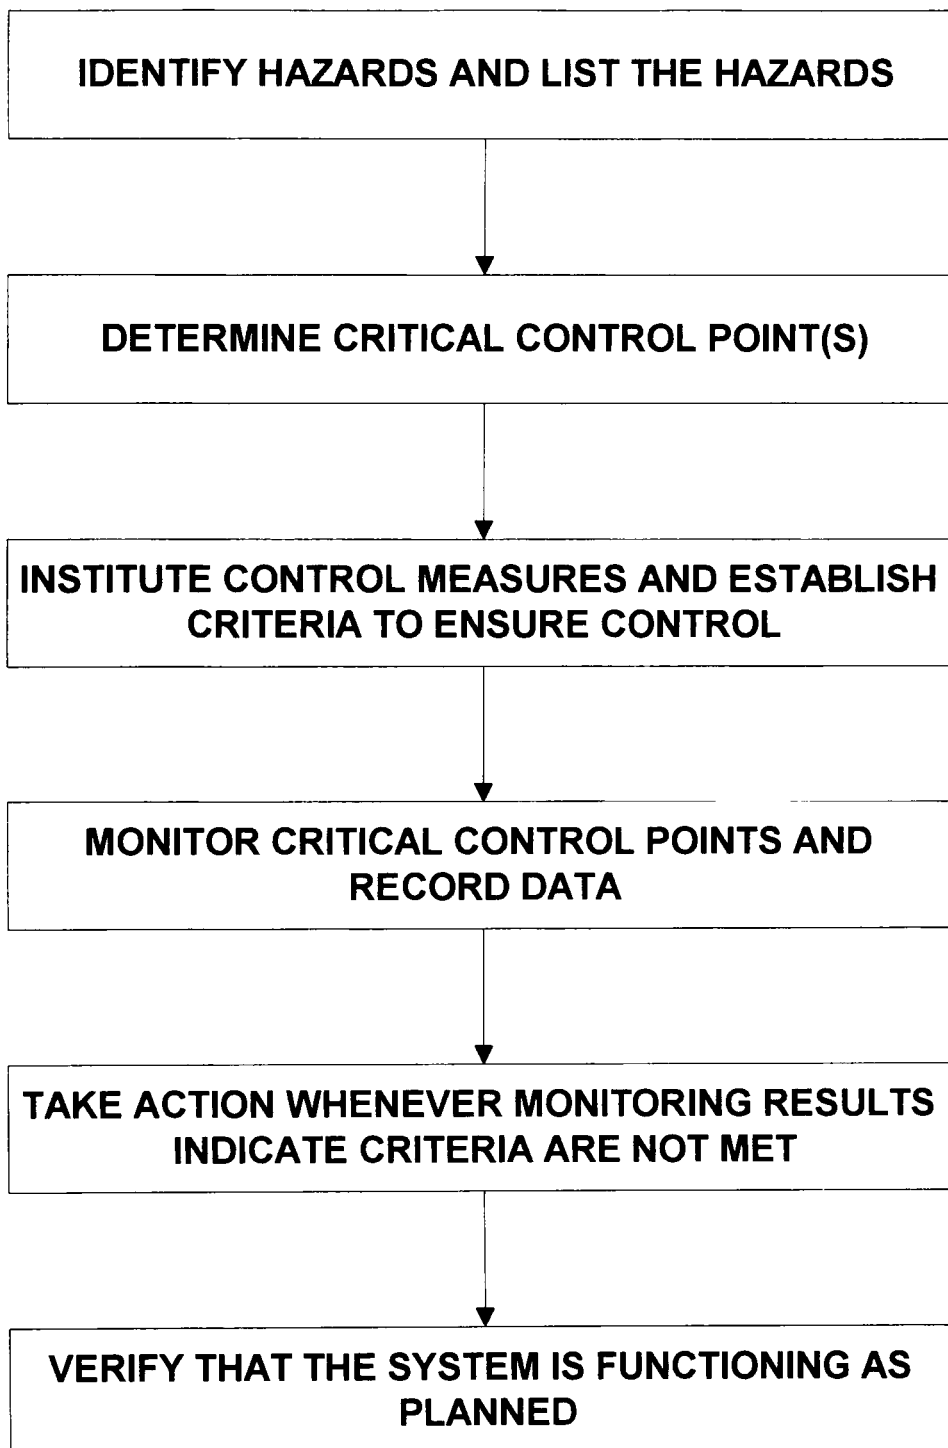 IDENTIFY HAZARDS AND LIST THE HAZARDS
DETERMINE CRITICAL CONTROL POINT(S)
INSTITUTE CONTROL MEASURES AND ESTABLISH
CRITERIA TO ENSURE CONTROL
MONITOR CRITICAL CONTROL POINTS AND
RECORD DATA
TAKE ACTION WHENEVER MONITORING RESULTS
INDICATE CRITERIA ARE NOT MET
VERIFY THAT THE SYSTEM IS FUNCTIONING AS
PLANNED